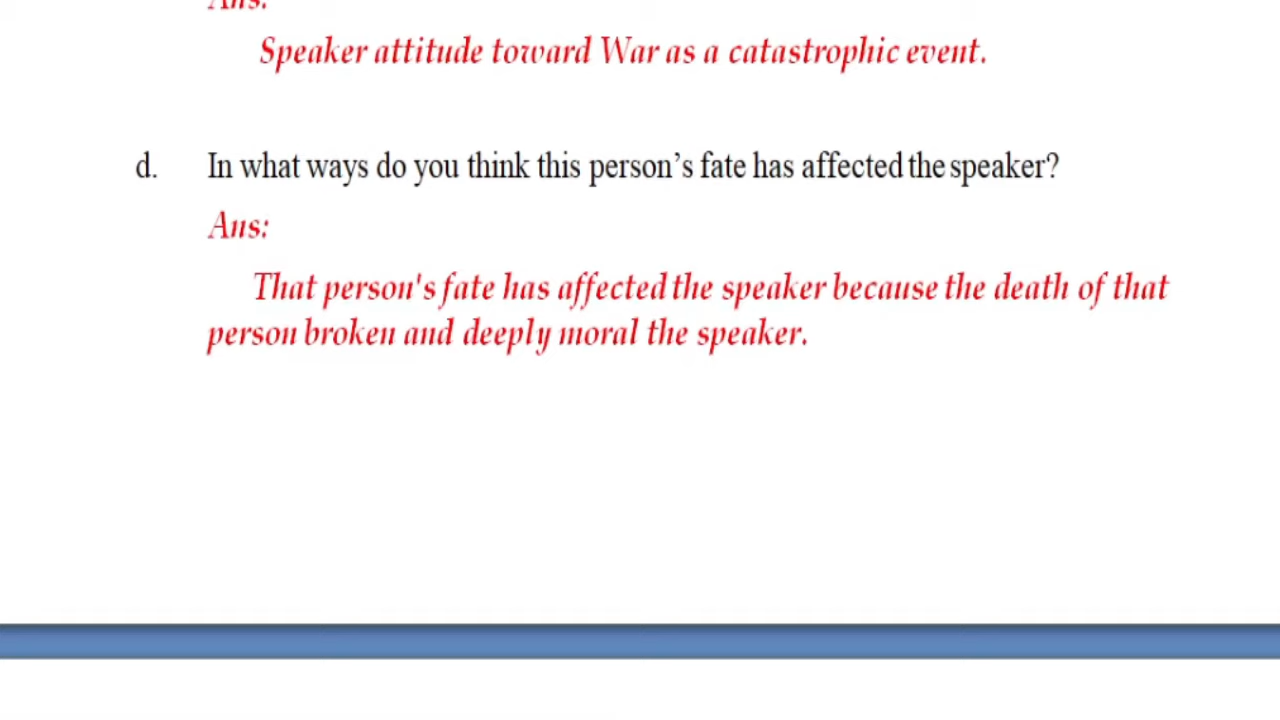 Ans:
Speaker attitude toward War as a catastrophic event.
d. In what ways do you think this person’s fate has affected the speaker?
Ans:
That person's fate has affected the speaker because the death of that
person broken and deeply moral the speaker.